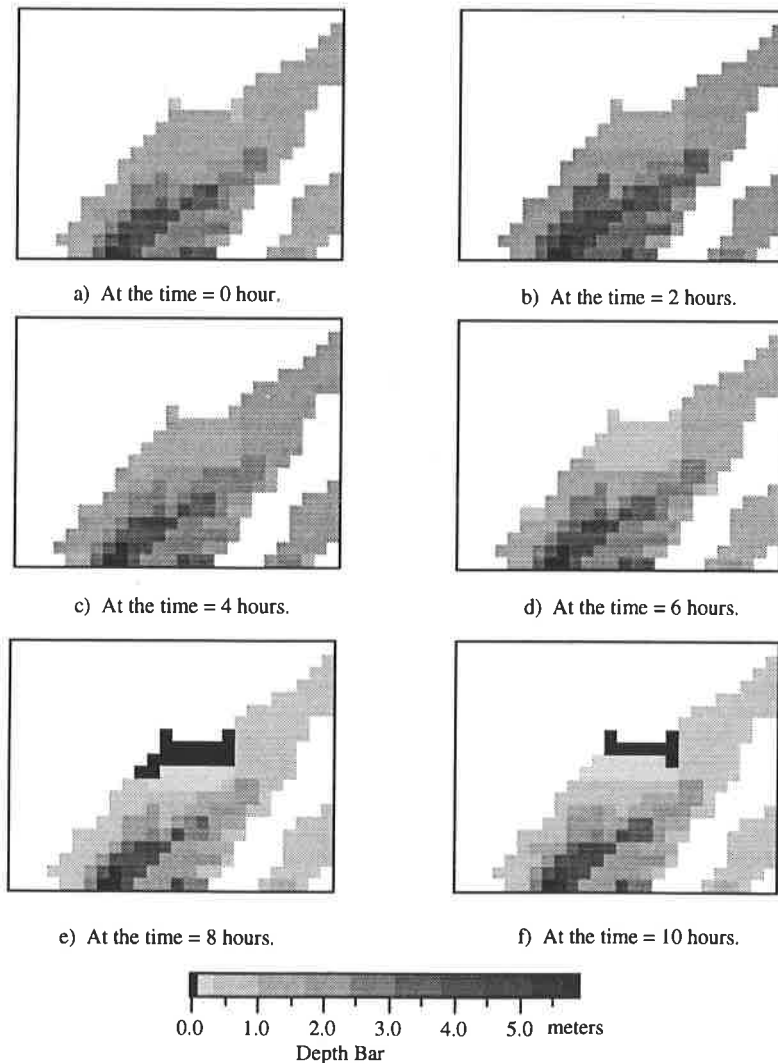 a) At the time = 0 hour.
b) At the time = 2 hours.
c) At the time = 4 hours.
d) At the time = 6 hours.
e) At the time = 8 hours.
f) At the time = 10 hours.
0.0 1.0 2.0 3.0 4.0 5.0 meters
Depth Bar